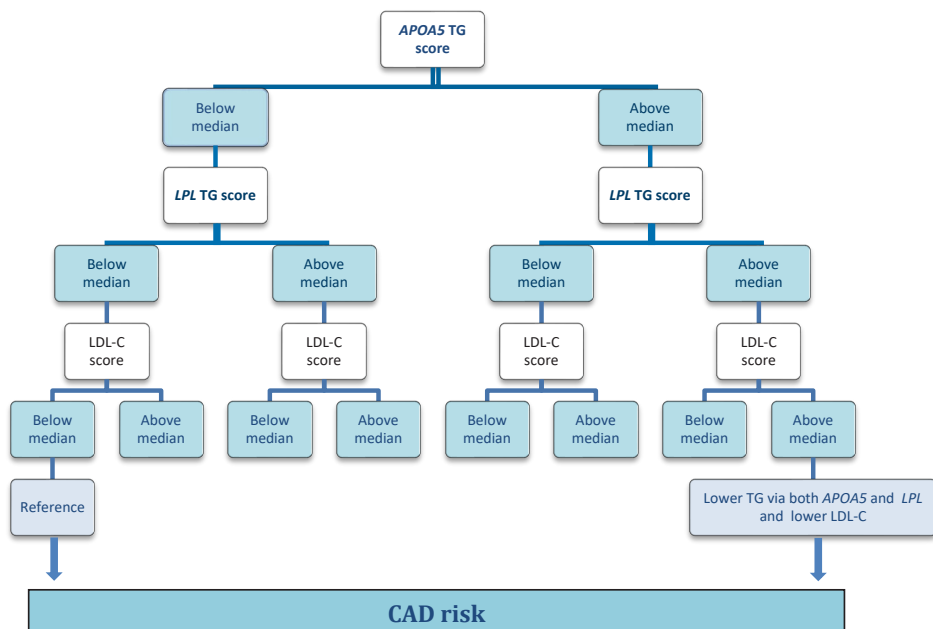 APOA5 TG
score
Below
median
Above
median
LPL TG score
LPL TG score
Below
median
Above
median
Below
median
Above
median
LDL-C
score
LDL-C
score
LDL-C
score
LDL-C
score
Below
median
Above
median
Below
median
Above
median
Below
median
Above
median
Below
median
Above
median
Reference
Lower TG via both APOA5 and LPL
and lower LDL-C
CAD risk